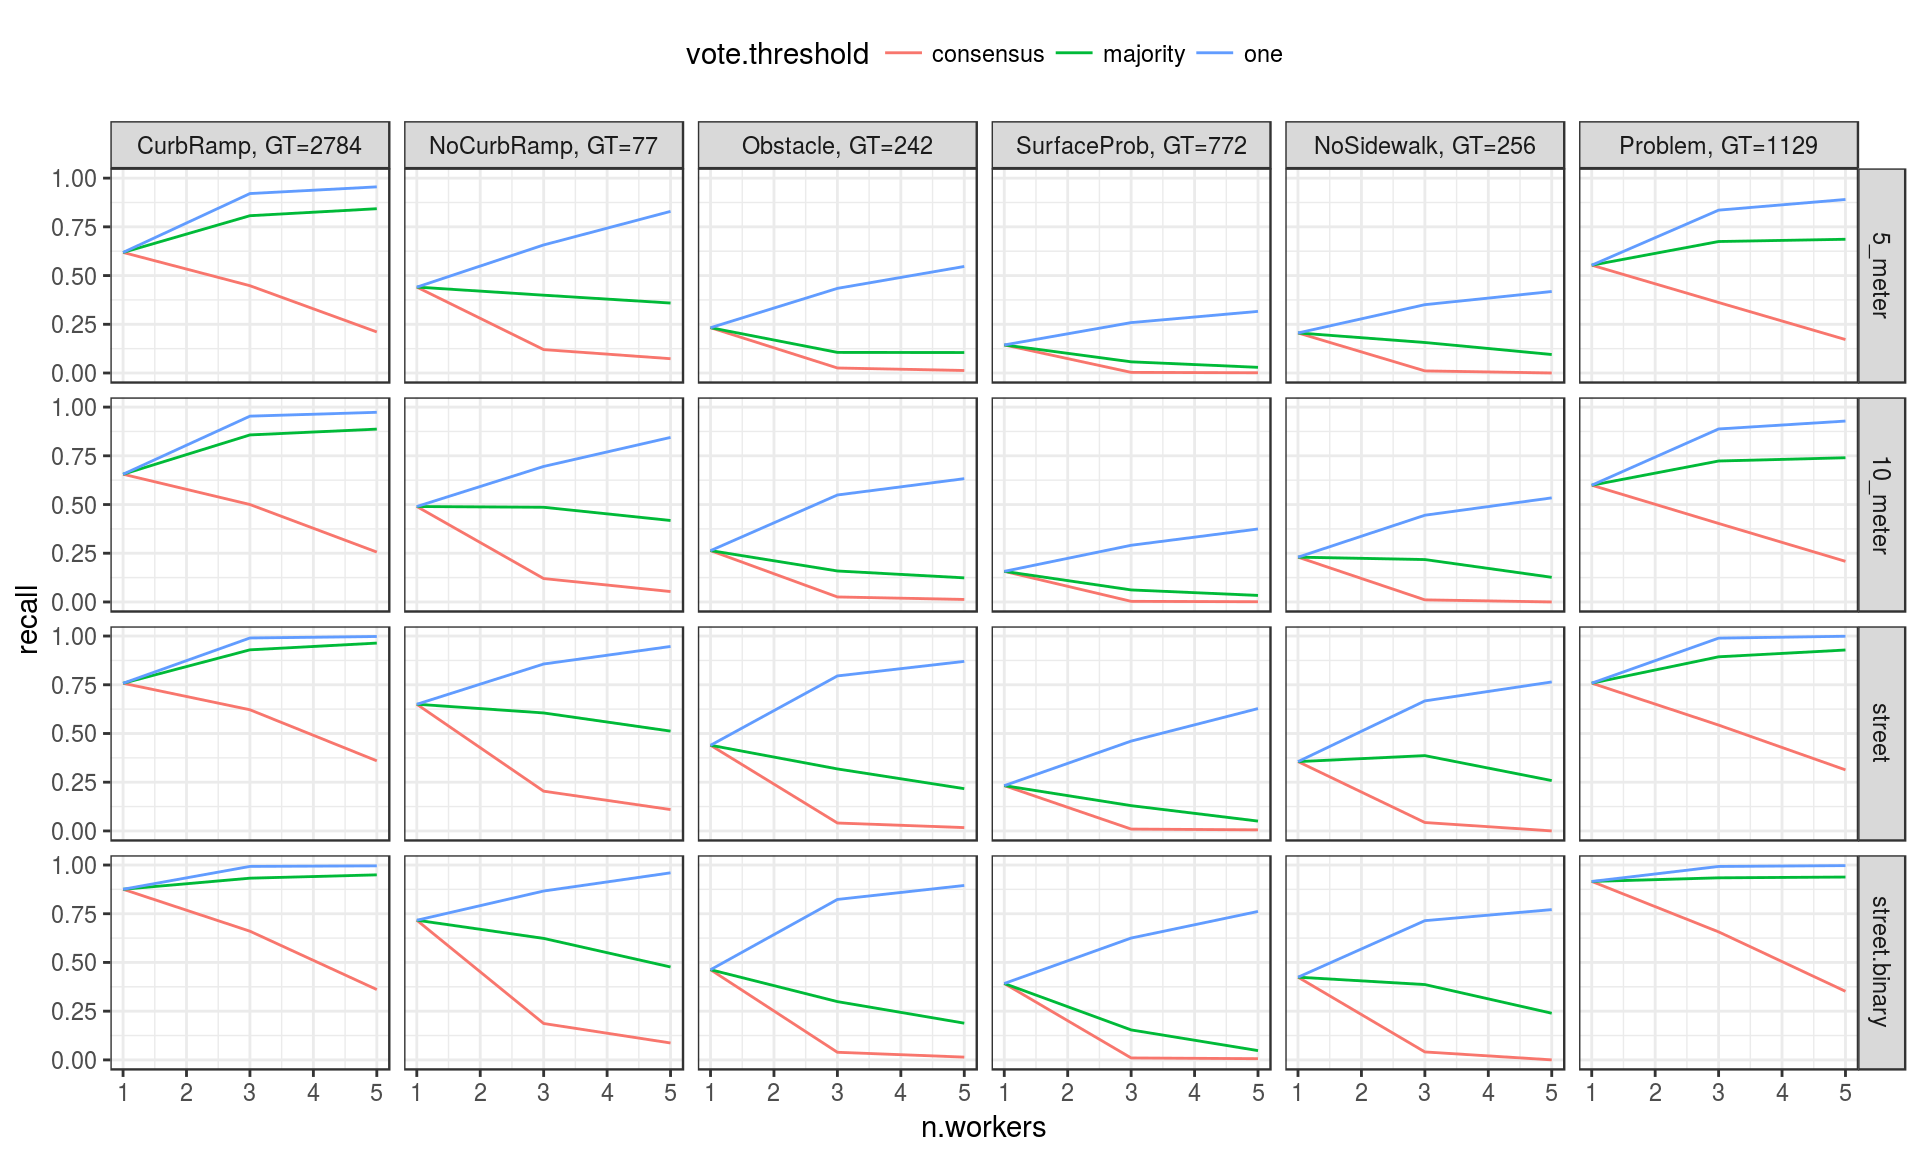 vote.threshold consensus majority one
CurbRamp, GT=2784 NoCurbRamp, GT=77 Obstacle, GT=242 SurfaceProb, GT=772 NoSidewalk, GT=256 Problem, GT=1129
1.00
0.75
0.50
0.25
0.00
5_meter
1.00
0.75
0.50
0.25
0.00
10_meter
1.00
0.75
0.50
0.25
0.00
street
1.00
0.75
0.50
0.25
0.00
street.binary
recall
1 2 3 4 5 1 2 3 4 5 1 2 3 4 5 1 2 3 4 5 1 2 3 4 5 1 2 3 4 5
n.workers